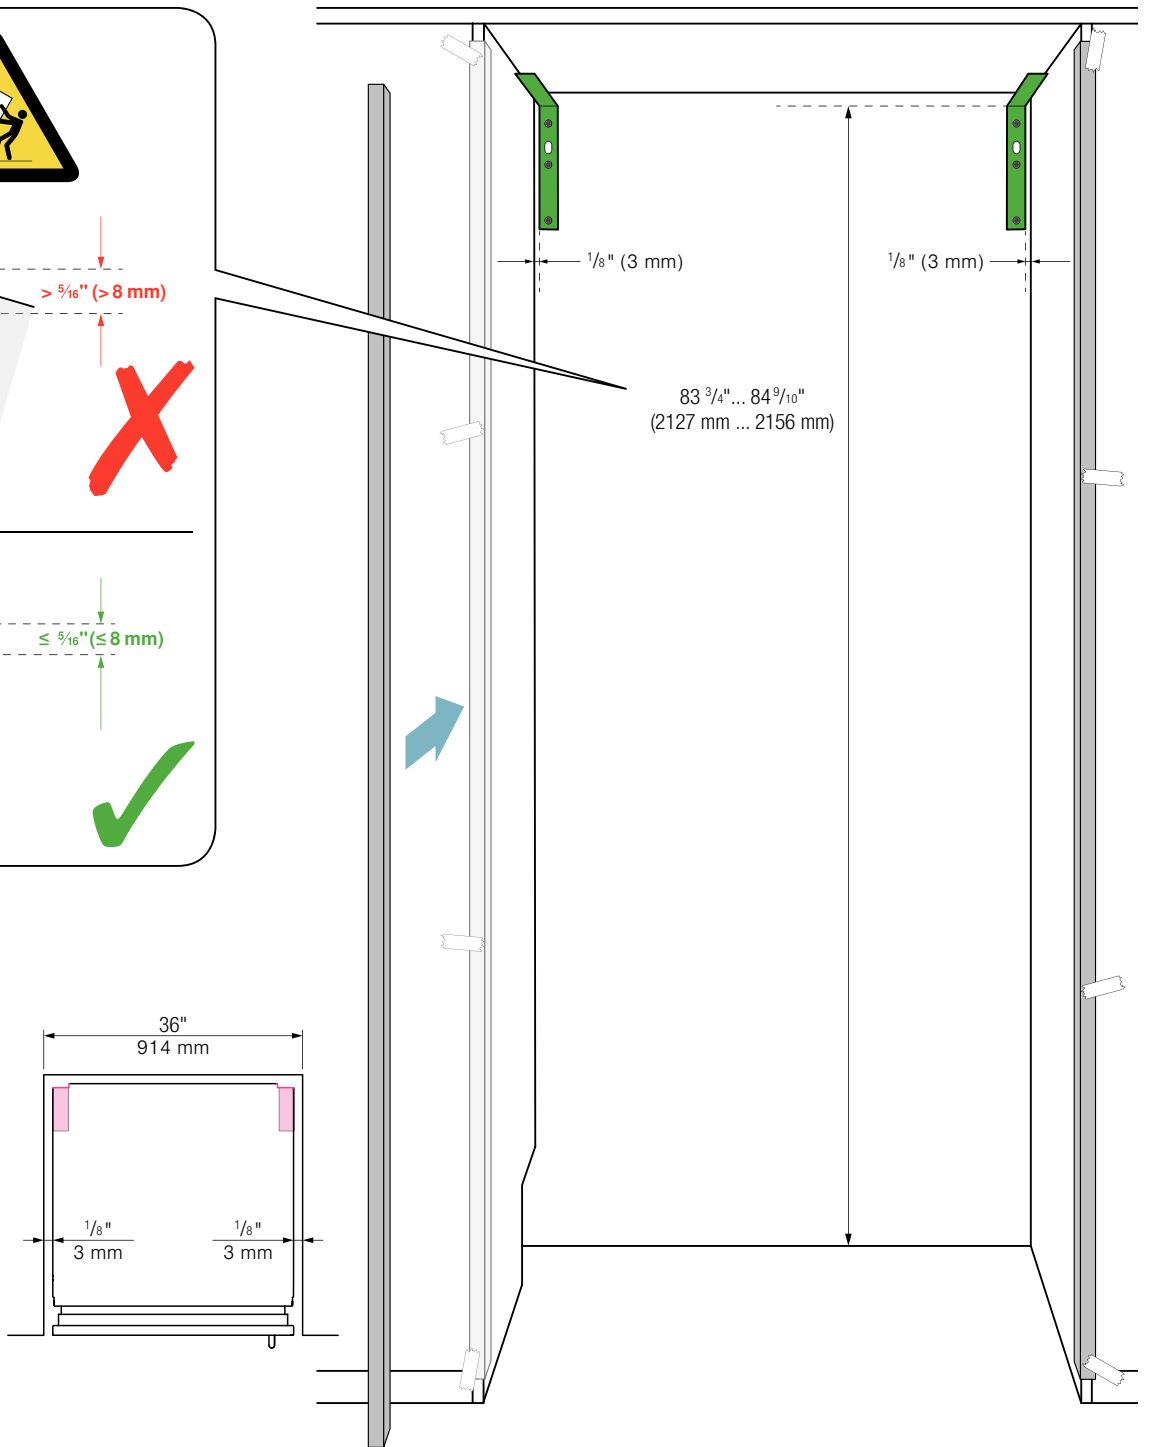 > 5/16" (> 8 mm)
≤ 5/16" (≤ 8 mm)
1/8" (3 mm)
1/8" (3 mm)
83 3/4"... 84 9/10"
(2127 mm ... 2156 mm)
36"
914 mm
1/8"
3 mm
1/8"
3 mm